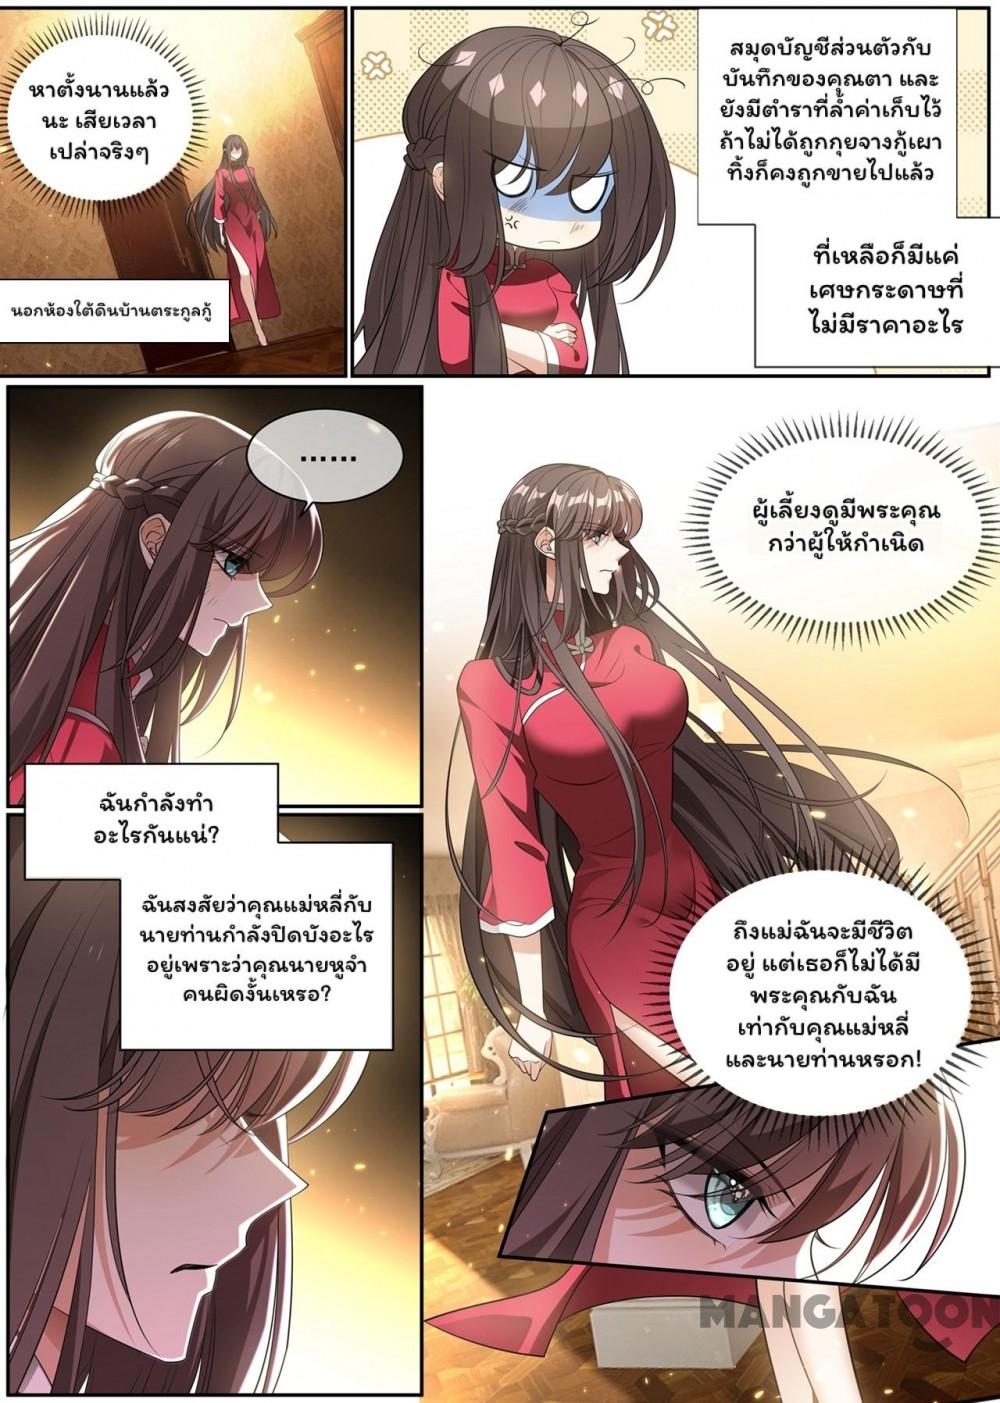 หาตั้งนานแล้ว
นะ เสียเวลา
เปล่าจริงๆ
นอกห้องใต้ดินบ้านตระกูลกู้
สมุดบัญชีส่วนตัวกับ
บันทึกของคุณตา และ
ยังมีตำราที่ล้ำค่าเก็บไว้
ถ้าไม่ได้ถูกกุยจางกู้เผา
ทิ้งก็คงถูกขายไปแล้ว
ที่เหลือก็มีแค่
เศษกระดาษที่
ไม่มีราคาอะไร
......
ผู้เลี้ยงดูมีพระคุณ
กว่าผู้ให้กำเนิด
ฉันกำลังทำ
อะไรกันแน่?
ฉันสงสัยว่าคุณแม่หลี่กับ
นายท่านกำลังปิดบังอะไร
อยู่เพราะว่าคุณนายหูจำ
คนผิดงั้นเหรอ?
ถึงแม่ฉันจะมีชีวิต
อยู่ แต่เธอก็ไม่ได้มี
พระคุณกับฉัน
เท่ากับคุณแม่หลี่
และนายท่านหรอก!
MANGATOON